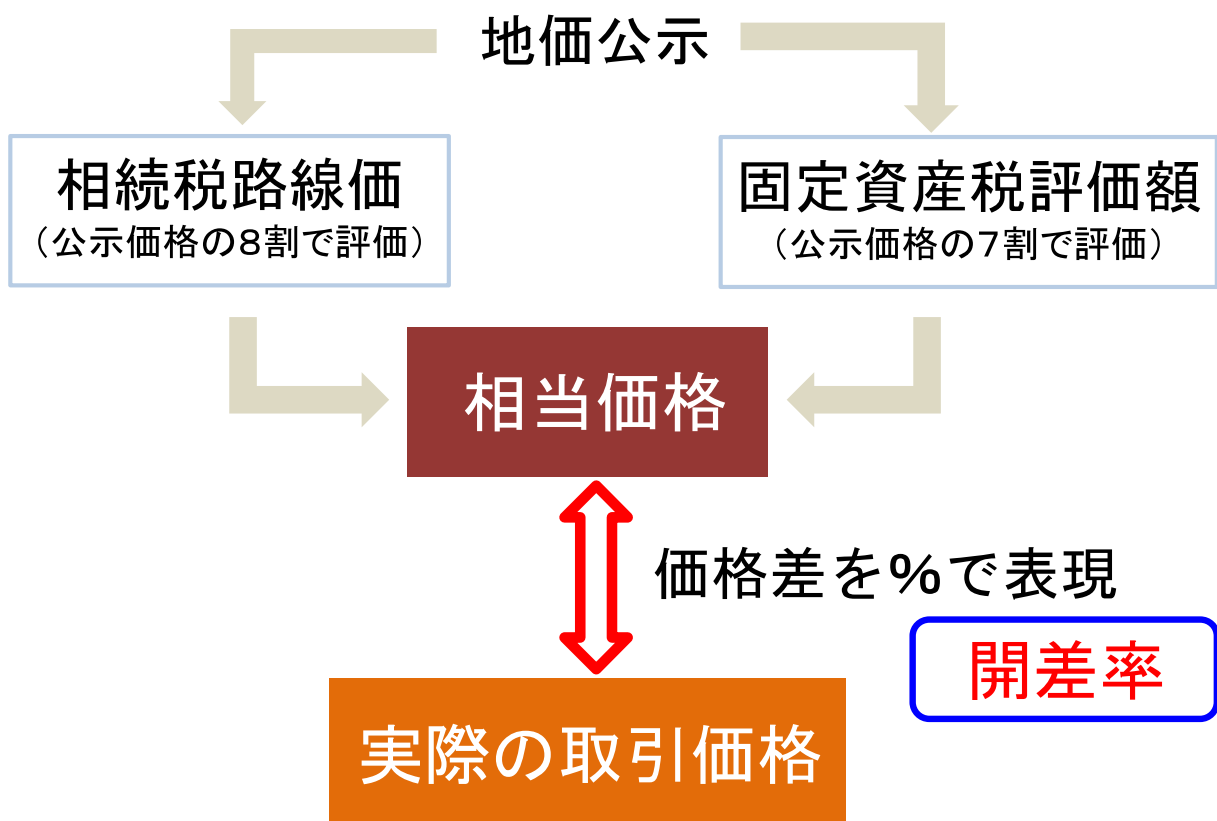 地価公示
相続税路線価
（公示価格の8割で評価）
固定資産税評価額
（公示価格の7割で評価）
相当価格
価格差を%で表現
開差率
実際の取引価格